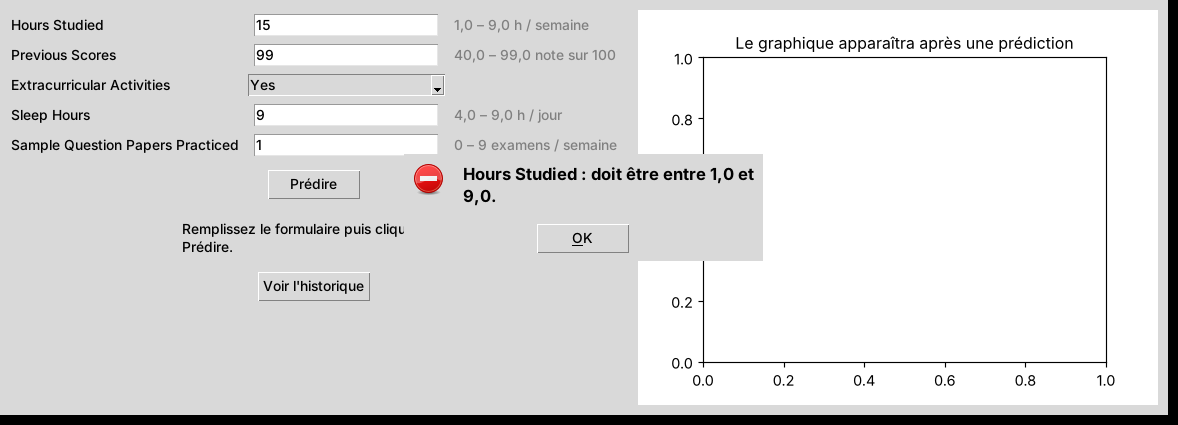 Hours Studied 15 1,0 – 9,0 h / semaine
Previous Scores 99 40,0 – 99,0 note sur 100
Extracurricular Activities Yes
Sleep Hours 9 4,0 – 9,0 h / jour
Sample Question Papers Practiced 1 0 – 9 examens / semaine
Prédire
Remplissez le formulaire puis cliqu
Prédire.
Voir l'historique
Hours Studied : doit être entre 1,0 et
9,0.
OK
Le graphique apparaîtra après une prédiction
1.0
0.8
0.2
0.0
0.0 0.2 0.4 0.6 0.8 1.0